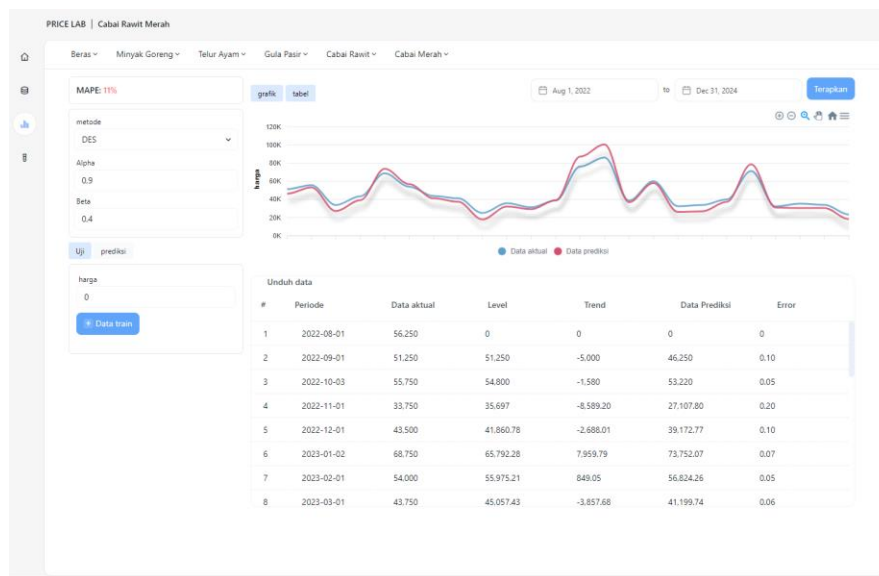 PRICE LAB | Cabai Rawit Merah
Beras Minyak Goreng Telur Ayam Gula Pasir Cabai Rawit Cabai Merah
MAPE: 11%
metode
DES
Alpha
0.9
Beta
0.4
Uji prediksi
harga
0
+ Data train
grafik tabel
Aug 1, 2022 to Dec 31, 2024 Terapkan
harga
120K
100K
80K
60K
40K
20K
0K
Data aktual Data prediksi
Unduh data
# Periode Data aktual Level Trend Data Prediksi Error
1 2022-08-01 56,250 0 0 0 0
2 2022-09-01 51,250 51,250 -5,000 46,250 0.10
3 2022-10-03 55,750 54,800 -1,580 53,220 0.05
4 2022-11-01 33,750 35,697 -8,589.20 27,107.80 0.20
5 2022-12-01 43,500 41,860.78 -2,688.01 39,172.77 0.10
6 2023-01-02 68,750 65,792.28 7,959.79 73,752.07 0.07
7 2023-02-01 54,000 55,975.21 849.05 56,824.26 0.05
8 2023-03-01 43,750 45,057.43 -3,857.68 41,199.74 0.06